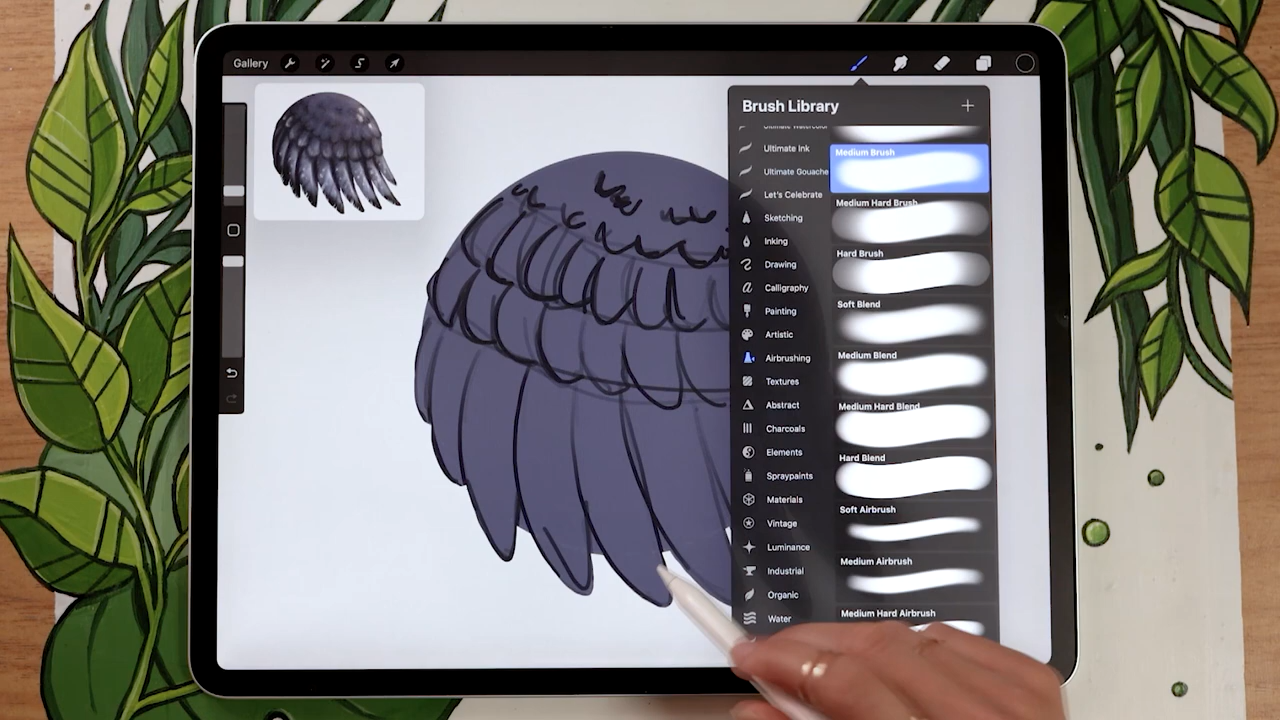 Gallery
Brush Library
Ultimate Watercolor
Ultimate Ink
Ultimate Gouache
Let's Celebrate
Sketching
Inking
Drawing
Calligraphy
Painting
Artistic
Airbrushing
Textures
Abstract
Charcoals
Elements
Spraypaints
Materials
Vintage
Luminance
Industrial
Organic
Water
Medium Brush
Medium Hard Brush
Hard Brush
Soft Blend
Medium Blend
Medium Hard Blend
Hard Blend
Soft Airbrush
Medium Airbrush
Medium Hard Airbrush